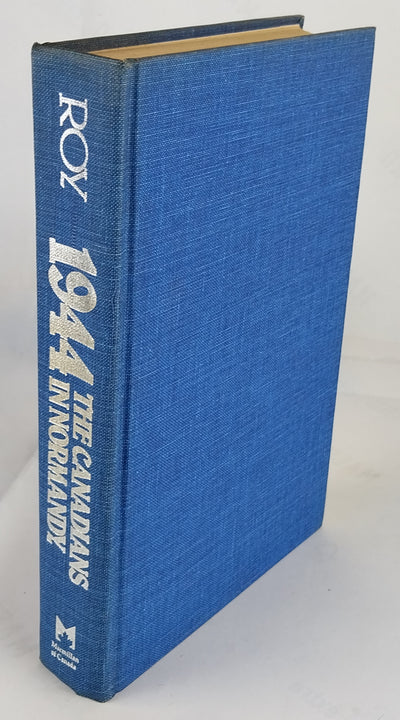 ROY
1944 THE CANADIANS
IN NORMANDY
Macmillan
of Canada